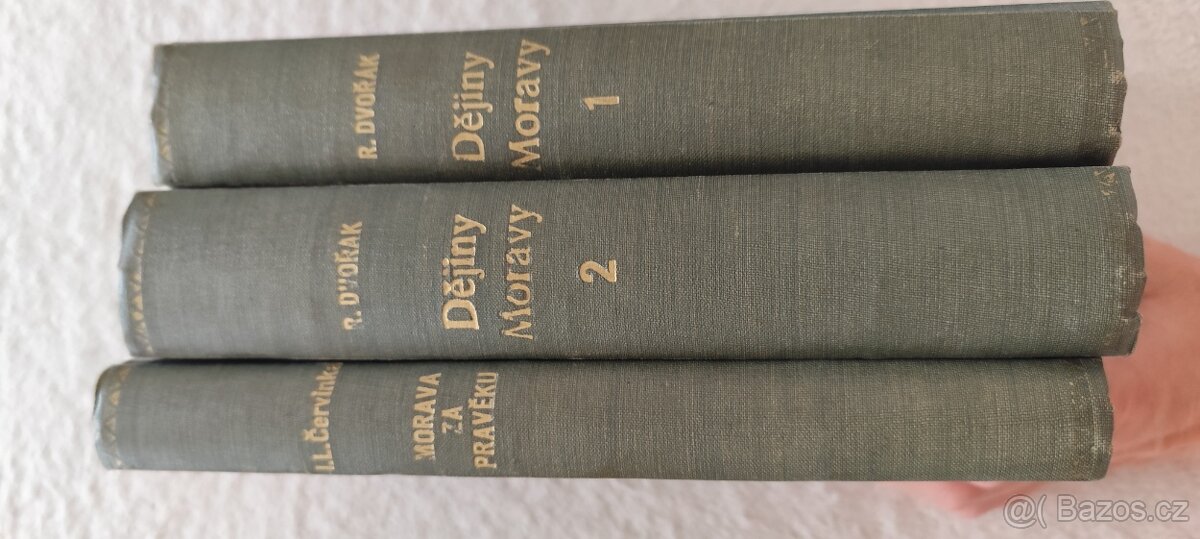 R. DVOŘÁK
Dějiny
Moravy
1
R. DVOŘÁK
Dějiny
Moravy
2
I.L. Červinka
MORAVA
ZA
PRAVĚKU
@( Bazos.cz